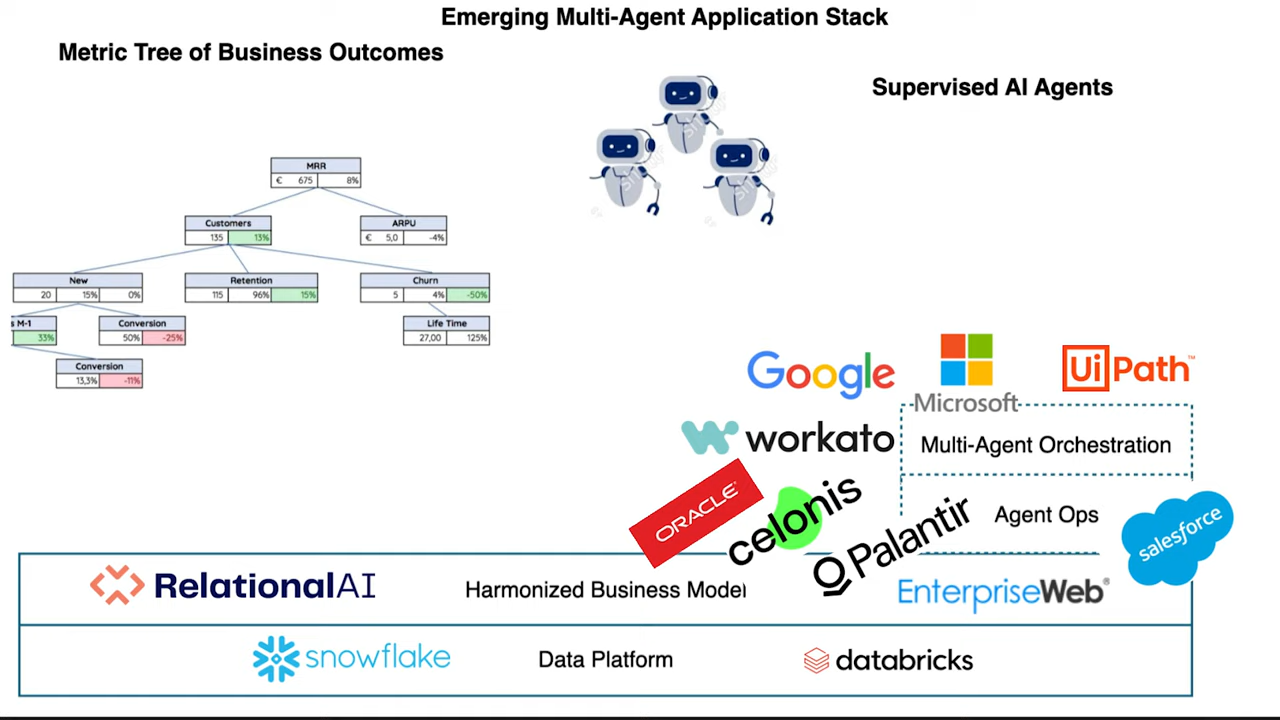 Emerging Multi-Agent Application Stack
Metric Tree of Business Outcomes
Supervised AI Agents
MRR
€ 675 8%
Customers
135 13%
ARPU
€ 5,0 -4%
New
20 15% 0%
Retention
115 96% 15%
Churn
5 4% -50%
s M-1
33%
Conversion
50% -25%
Life Time
27,00 125%
Conversion
13,3% -11%
Google
Microsoft
UiPath™
workato
Multi-Agent Orchestration
ORACLE®
celonis
Palantir
Agent Ops
salesforce
RelationalAI
Harmonized Business Model
EnterpriseWeb®
snowflake
Data Platform
databricks